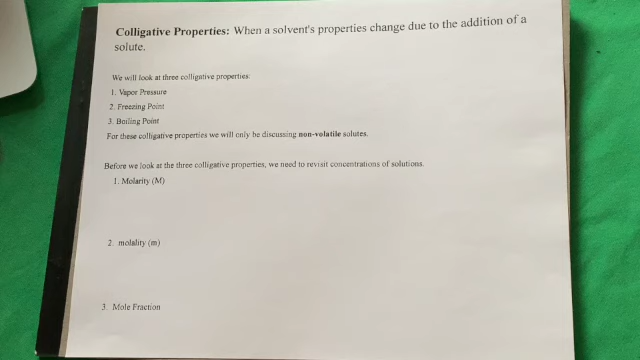 Colligative Properties: When a solvent's properties change due to the addition of a
solute.
We will look at three colligative properties:
1. Vapor Pressure
2. Freezing Point
3. Boiling Point
For these colligative properties we will only be discussing non-volatile solutes.
Before we look at the three colligative properties, we need to revisit concentrations of solutions.
1. Molarity (M)
2. molality (m)
3. Mole Fraction